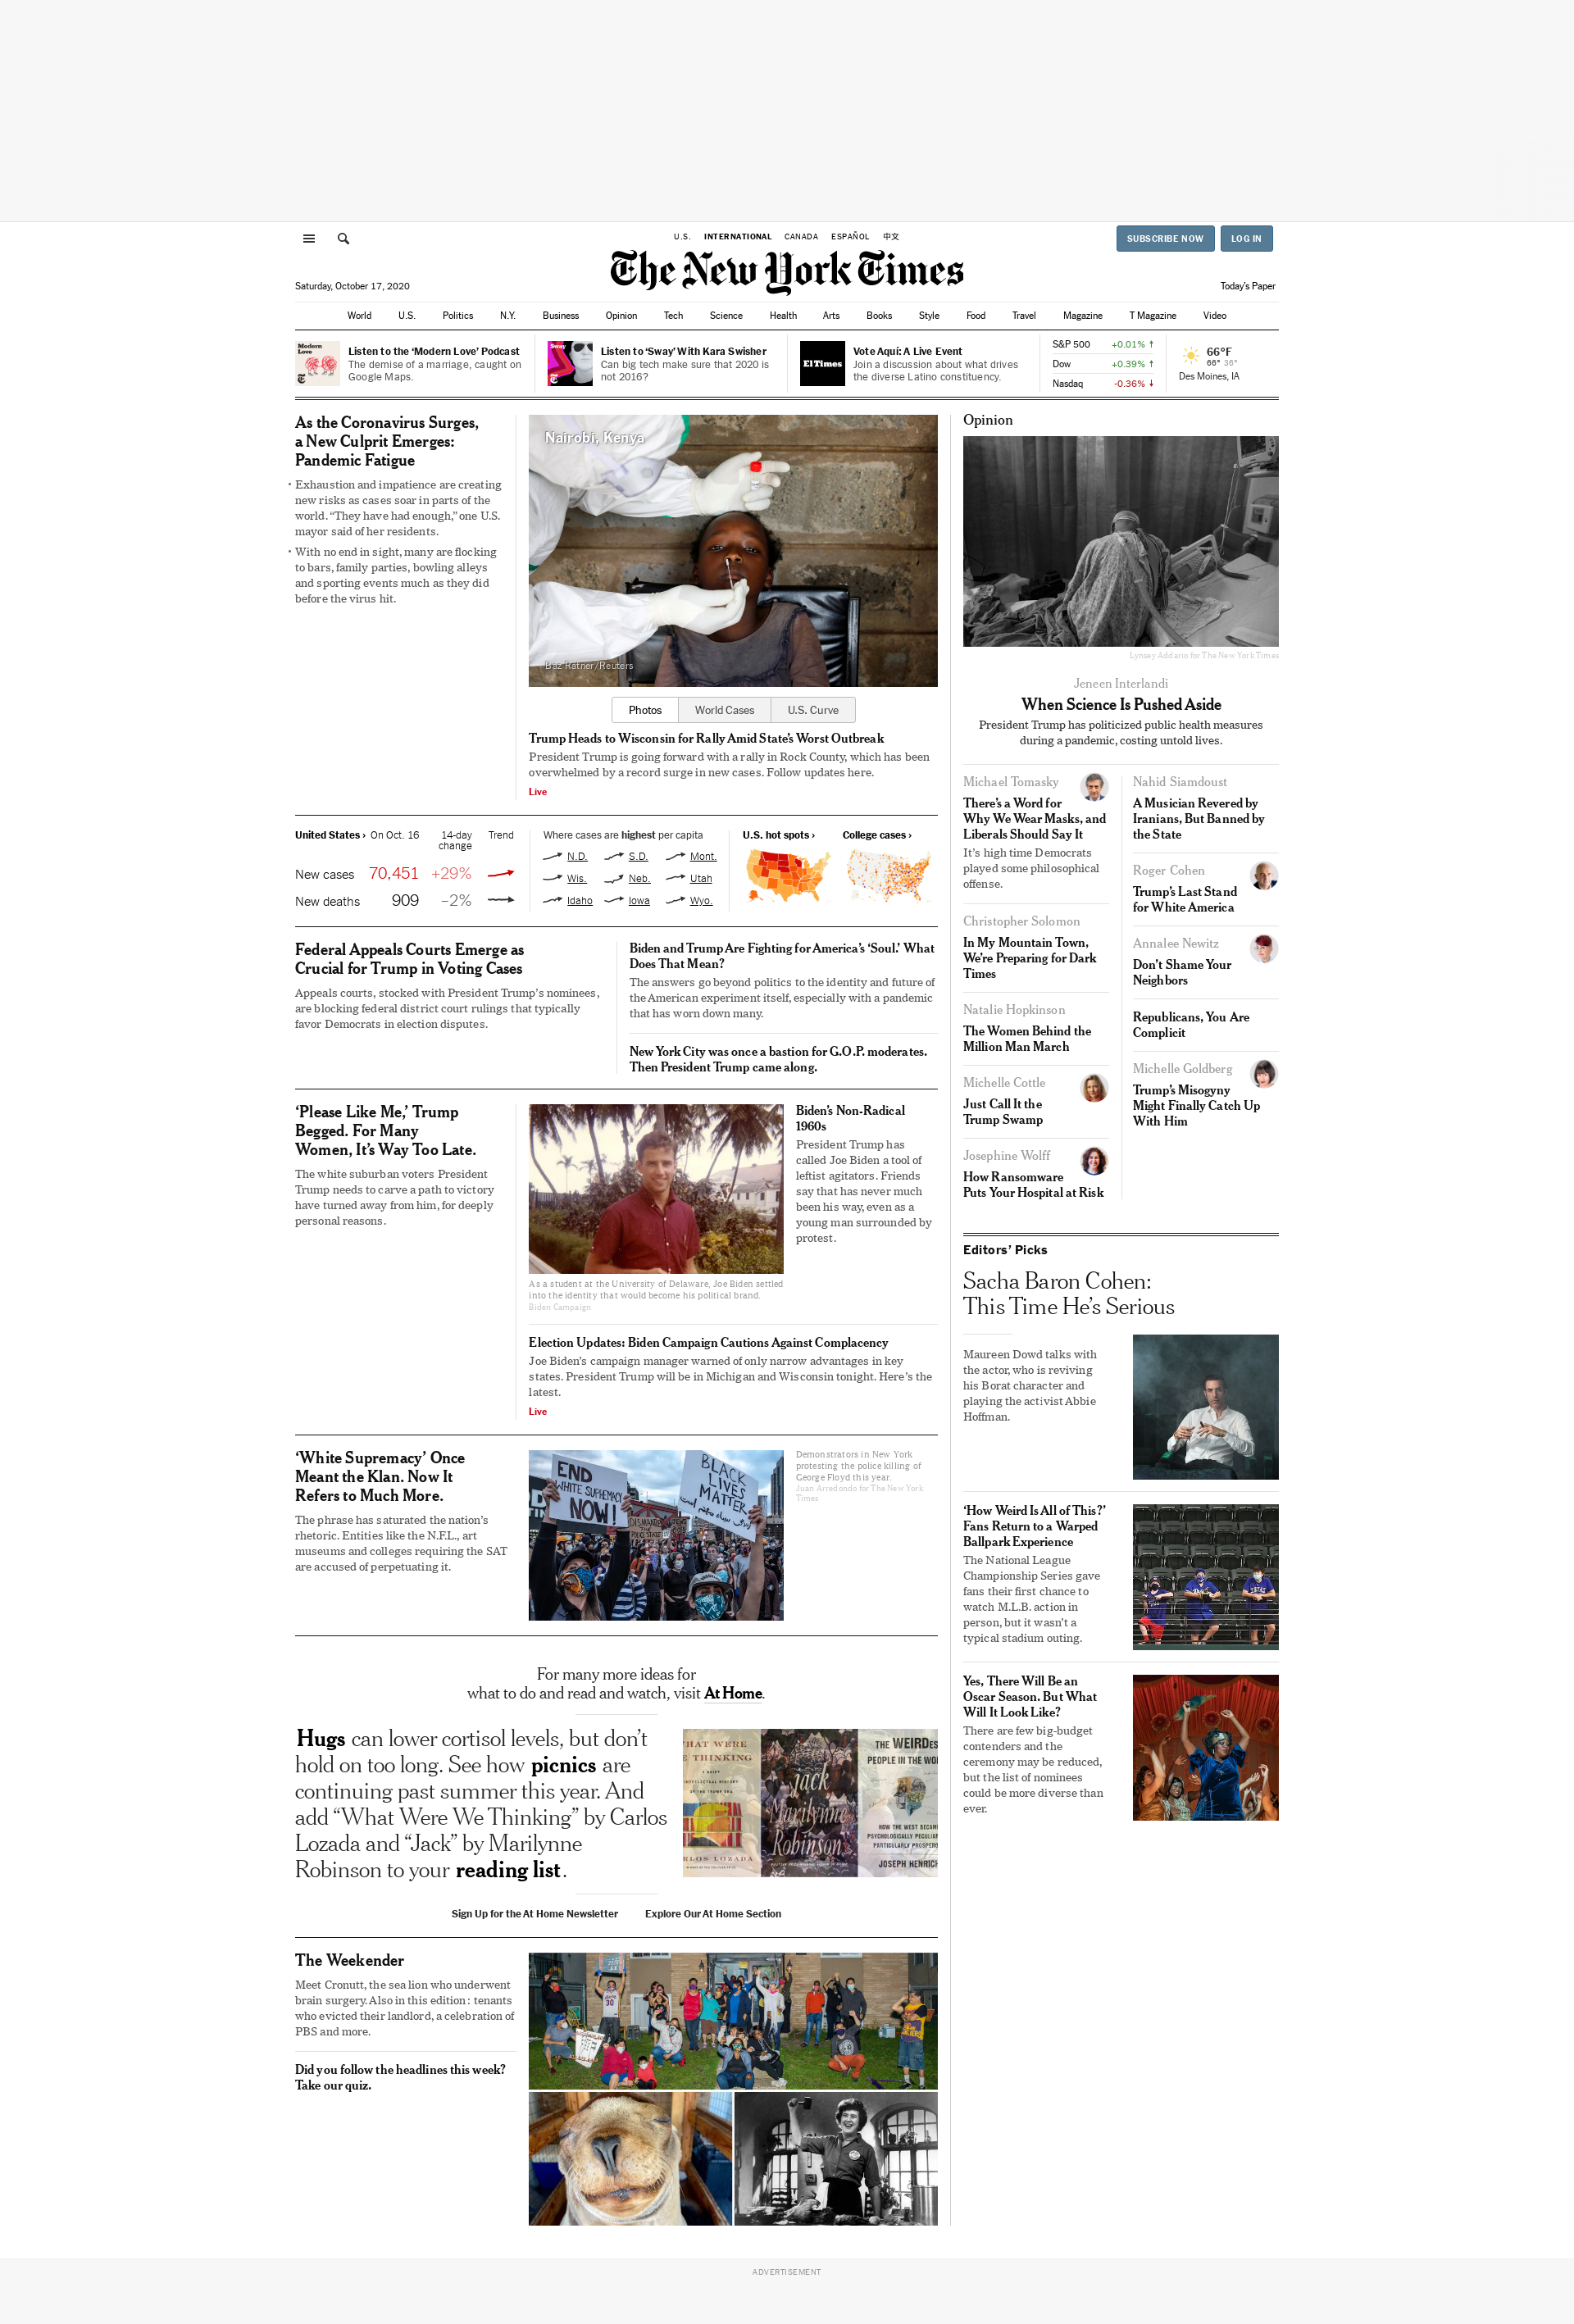 U.S. INTERNATIONAL CANADA ESPAÑOL 中文
SUBSCRIBE NOW LOG IN
The New York Times
Saturday, October 17, 2020
Today's Paper
World U.S. Politics N.Y. Business Opinion Tech Science Health Arts Books Style Food Travel Magazine T Magazine Video
Modern
Love
Listen to the ‘Modern Love’ Podcast
The demise of a marriage, caught on
Google Maps.
Sway
Listen to ‘Sway’ With Kara Swisher
Can big tech make sure that 2020 is
not 2016?
El Times
Vote Aquí: A Live Event
Join a discussion about what drives
the diverse Latino constituency.
S&P 500 +0.01% ↑
Dow +0.39% ↑
Nasdaq -0.36% ↓
66°F
66° 36°
Des Moines, IA
As the Coronavirus Surges,
a New Culprit Emerges:
Pandemic Fatigue
• Exhaustion and impatience are creating
new risks as cases soar in parts of the
world. “They have had enough,” one U.S.
mayor said of her residents.
• With no end in sight, many are flocking
to bars, family parties, bowling alleys
and sporting events much as they did
before the virus hit.
Nairobi, Kenya
Baz Ratner/Reuters
Photos World Cases U.S. Curve
Trump Heads to Wisconsin for Rally Amid State’s Worst Outbreak
President Trump is going forward with a rally in Rock County, which has been
overwhelmed by a record surge in new cases. Follow updates here.
Live
United States › On Oct. 16 14-day
change Trend
New cases 70,451 +29%
New deaths 909 –2%
Where cases are highest per capita
N.D. S.D. Mont.
Wis. Neb. Utah
Idaho Iowa Wyo.
U.S. hot spots › College cases ›
Federal Appeals Courts Emerge as
Crucial for Trump in Voting Cases
Appeals courts, stocked with President Trump’s nominees,
are blocking federal district court rulings that typically
favor Democrats in election disputes.
Biden and Trump Are Fighting for America’s ‘Soul.’ What
Does That Mean?
The answers go beyond politics to the identity and future of
the American experiment itself, especially with a pandemic
that has worn down many.
New York City was once a bastion for G.O.P. moderates.
Then President Trump came along.
‘Please Like Me,’ Trump
Begged. For Many
Women, It’s Way Too Late.
The white suburban voters President
Trump needs to carve a path to victory
have turned away from him, for deeply
personal reasons.
As a student at the University of Delaware, Joe Biden settled
into the identity that would become his political brand.
Biden Campaign
Biden’s Non-Radical
1960s
President Trump has
called Joe Biden a tool of
leftist agitators. Friends
say that has never much
been his way, even as a
young man surrounded by
protest.
Election Updates: Biden Campaign Cautions Against Complacency
Joe Biden’s campaign manager warned of only narrow advantages in key
states. President Trump will be in Michigan and Wisconsin tonight. Here’s the
latest.
Live
‘White Supremacy’ Once
Meant the Klan. Now It
Refers to Much More.
The phrase has saturated the nation’s
rhetoric. Entities like the N.F.L., art
museums and colleges requiring the SAT
are accused of perpetuating it.
END
WHITE SUPREMACY
NOW!
BLACK
LIVES
MATTER
Demonstrators in New York
protesting the police killing of
George Floyd this year.
Juan Arredondo for The New York
Times
For many more ideas for
what to do and read and watch, visit At Home.
Hugs can lower cortisol levels, but don’t
hold on too long. See how picnics are
continuing past summer this year. And
add “What Were We Thinking” by Carlos
Lozada and “Jack” by Marilynne
Robinson to your reading list.
HAT WERE
THINKING
RLOS LOZADA
Jack
Marilynne
Robinson
THE WEIRDes
PEOPLE IN THE WO
HOW THE WEST BECAM
PSYCHOLOGICALLY PECULIAR
PARTICULARLY PROSPERO
JOSEPH HENRICH
Sign Up for the At Home Newsletter Explore Our At Home Section
The Weekender
Meet Cronutt, the sea lion who underwent
brain surgery. Also in this edition: tenants
who evicted their landlord, a celebration of
PBS and more.
Did you follow the headlines this week?
Take our quiz.
30
Opinion
Lynsey Addario for The New York Times
Jeneen Interlandi
When Science Is Pushed Aside
President Trump has politicized public health measures
during a pandemic, costing untold lives.
Michael Tomasky
There’s a Word for
Why We Wear Masks, and
Liberals Should Say It
It’s high time Democrats
played some philosophical
offense.
Christopher Solomon
In My Mountain Town,
We’re Preparing for Dark
Times
Natalie Hopkinson
The Women Behind the
Million Man March
Michelle Cottle
Just Call It the
Trump Swamp
Josephine Wolff
How Ransomware
Puts Your Hospital at Risk
Nahid Siamdoust
A Musician Revered by
Iranians, But Banned by
the State
Roger Cohen
Trump’s Last Stand
for White America
Annalee Newitz
Don’t Shame Your
Neighbors
Republicans, You Are
Complicit
Michelle Goldberg
Trump’s Misogyny
Might Finally Catch Up
With Him
Editors’ Picks
Sacha Baron Cohen:
This Time He’s Serious
Maureen Dowd talks with
the actor, who is reviving
his Borat character and
playing the activist Abbie
Hoffman.
‘How Weird Is All of This?’
Fans Return to a Warped
Ballpark Experience
The National League
Championship Series gave
fans their first chance to
watch M.L.B. action in
person, but it wasn’t a
typical stadium outing.
Yes, There Will Be an
Oscar Season. But What
Will It Look Like?
There are few big-budget
contenders and the
ceremony may be reduced,
but the list of nominees
could be more diverse than
ever.
ADVERTISEMENT